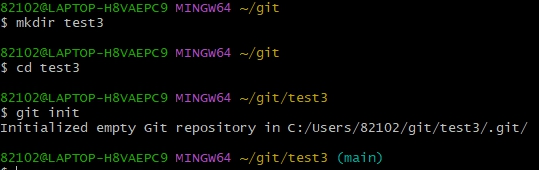 82102@LAPTOP-H8VAEPC9 MINGW64 ~/git
$ mkdir test3
82102@LAPTOP-H8VAEPC9 MINGW64 ~/git
$ cd test3
82102@LAPTOP-H8VAEPC9 MINGW64 ~/git/test3
$ git init
Initialized empty Git repository in C:/Users/82102/git/test3/.git/
82102@LAPTOP-H8VAEPC9 MINGW64 ~/git/test3 (main)
$